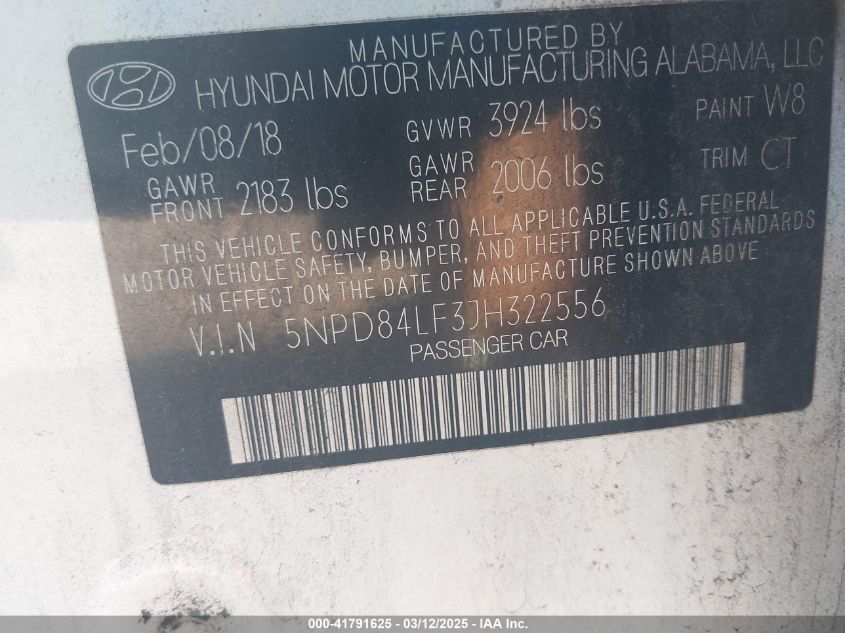 MANUFACTURED BY
HYUNDAI MOTOR MANUFACTURING ALABAMA, LLC
Feb/08/18 GVWR 3924 lbs PAINT W8
GAWR FRONT 2183 lbs GAWR REAR 2006 lbs TRIM CT
THIS VEHICLE CONFORMS TO ALL APPLICABLE U.S.A. FEDERAL
MOTOR VEHICLE SAFETY, BUMPER, AND THEFT PREVENTION STANDARDS
IN EFFECT ON THE DATE OF MANUFACTURE SHOWN ABOVE
V.I.N 5NPD84LF3JH322556
PASSENGER CAR
000-41791625 - 03/12/2025 - IAA Inc.